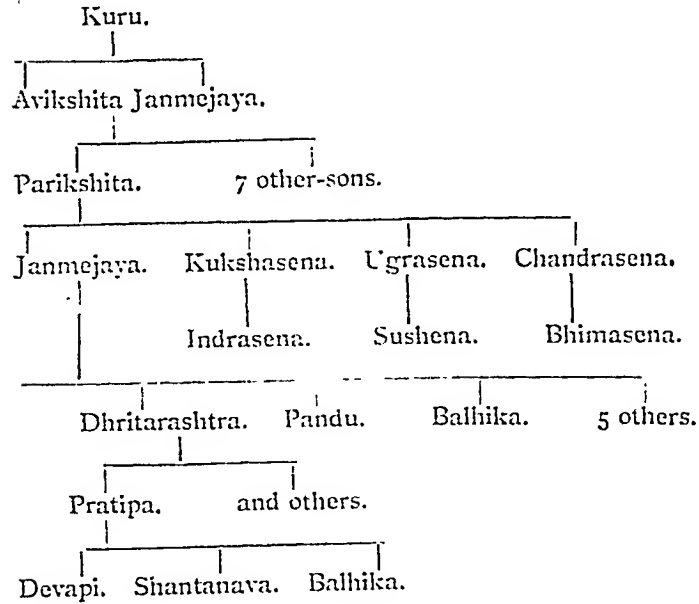 Kuru.
Avikshita Janmejaya.
Parikshita. 7 other-sons.
Janmejaya. Kukshasena. Ugrasena. Chandrasena.
Indrasena. Sushena. Bhimasena.
Dhritarashtra. Pandu. Balhika. 5 others.
Pratipa. and others.
Devapi. Shantanava. Balhika.